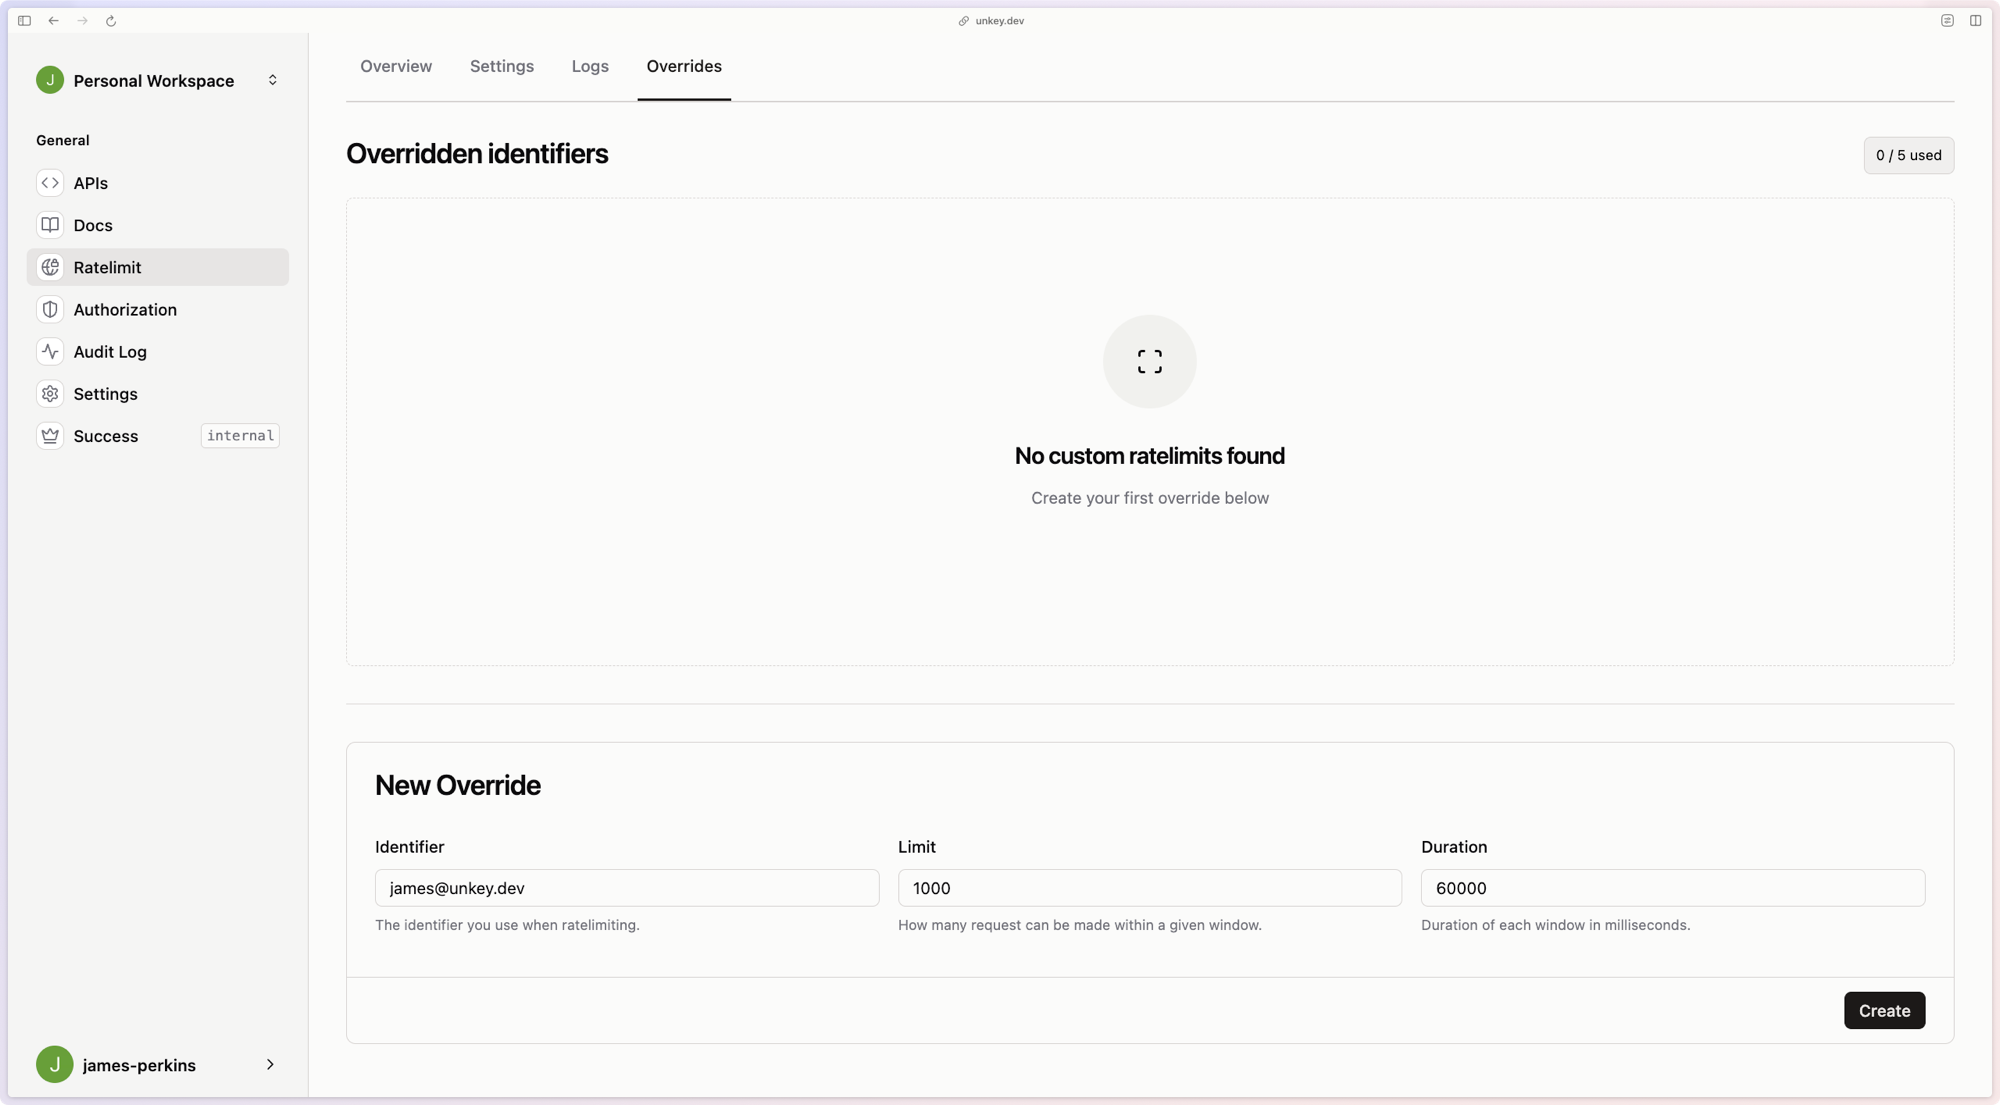 unkey.dev
J Personal Workspace
General
APIs
Docs
Ratelimit
Authorization
Audit Log
Settings
Success internal
J james-perkins
Overview Settings Logs Overrides
Overridden identifiers
0 / 5 used
No custom ratelimits found
Create your first override below
New Override
Identifier Limit Duration
james@unkey.dev 1000 60000
The identifier you use when ratelimiting. How many request can be made within a given window. Duration of each window in milliseconds.
Create